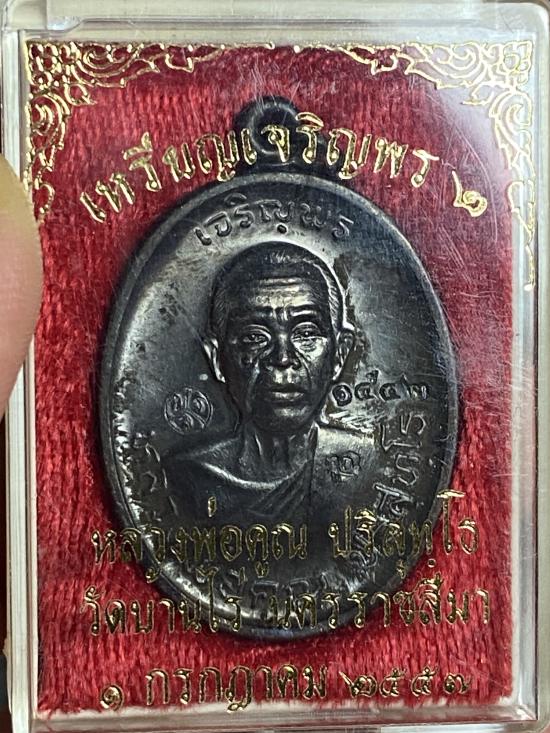 เหรียญเจริญพร ๒
เจริญพร
๑๕๔๓
หลวงพ่อคูณ ปริสุทฺโธ
วัดบ้านไร่ นครราชสีมา
๑ กรกฎาคม ๒๕๕๗